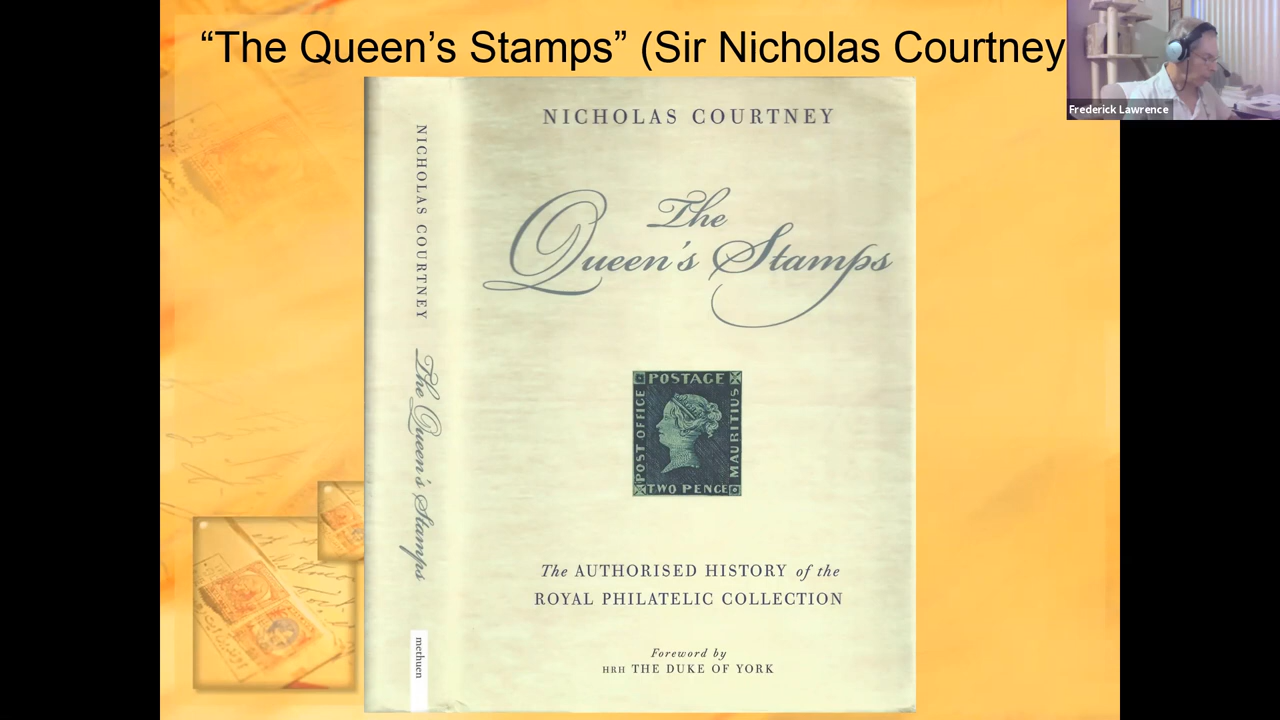 “The Queen’s Stamps” (Sir Nicholas Courtney
Frederick Lawrence
NICHOLAS COURTNEY
The Queen's Stamps
methuen
NICHOLAS COURTNEY
The
Queen's Stamps
POSTAGE
POST OFFICE
MAURITIUS
TWO PENCE
The AUTHORISED HISTORY of the
ROYAL PHILATELIC COLLECTION
Foreword by
HRH THE DUKE OF YORK